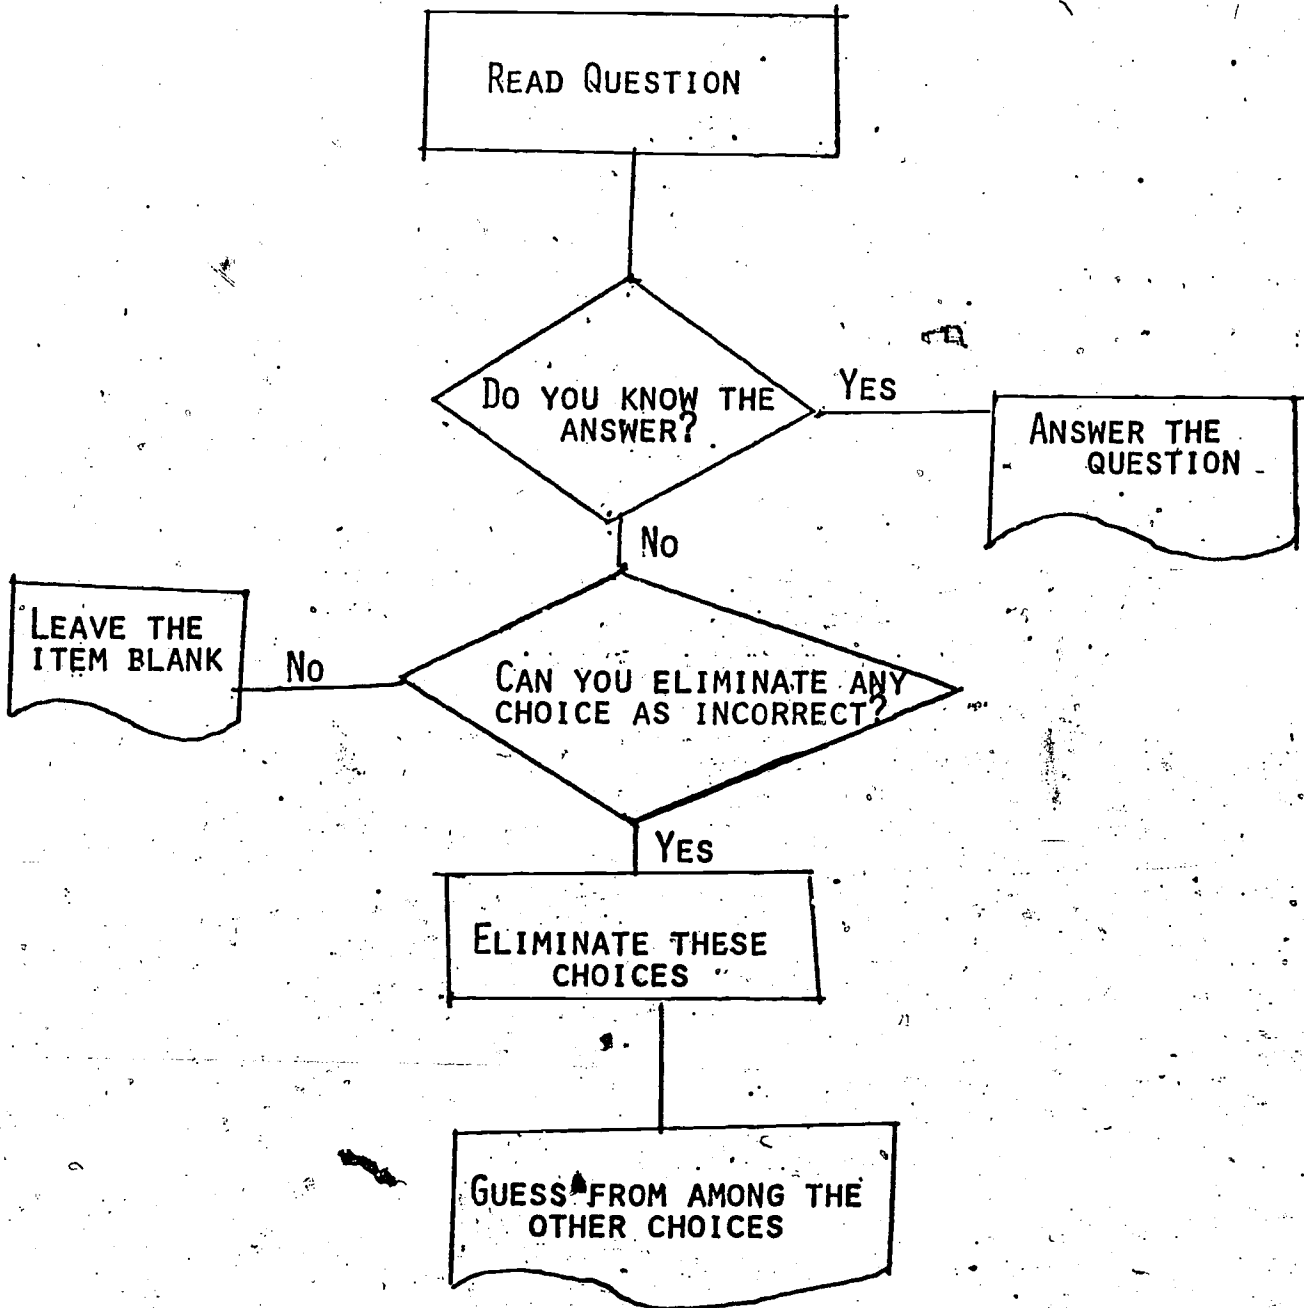 READ QUESTION
DO YOU KNOW THE
ANSWER?
YES
ANSWER THE
QUESTION
NO
LEAVE THE
ITEM BLANK
NO
CAN YOU ELIMINATE ANY
CHOICE AS INCORRECT?
YES
ELIMINATE THESE
CHOICES
GUESS FROM AMONG THE
OTHER CHOICES